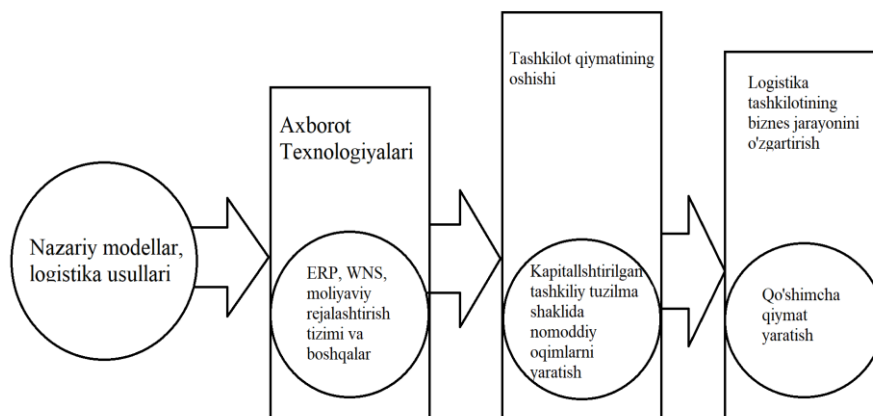 Nazariy modellar,
logistika usullari
Axborot
Texnologiyalari
ERP, WNS,
moliyaviy
rejalashtirish
tizimi va
boshqalar
Tashkilot qiymatining
oshishi
Kapitallshtirilgan
tashkiliy tuzilma
shaklida
nomoddiy
oqimlarni
yaratish
Logistika
tashkilotining
biznes jarayonini
o'zgartirish
Qo'shimcha
qiymat
yaratish